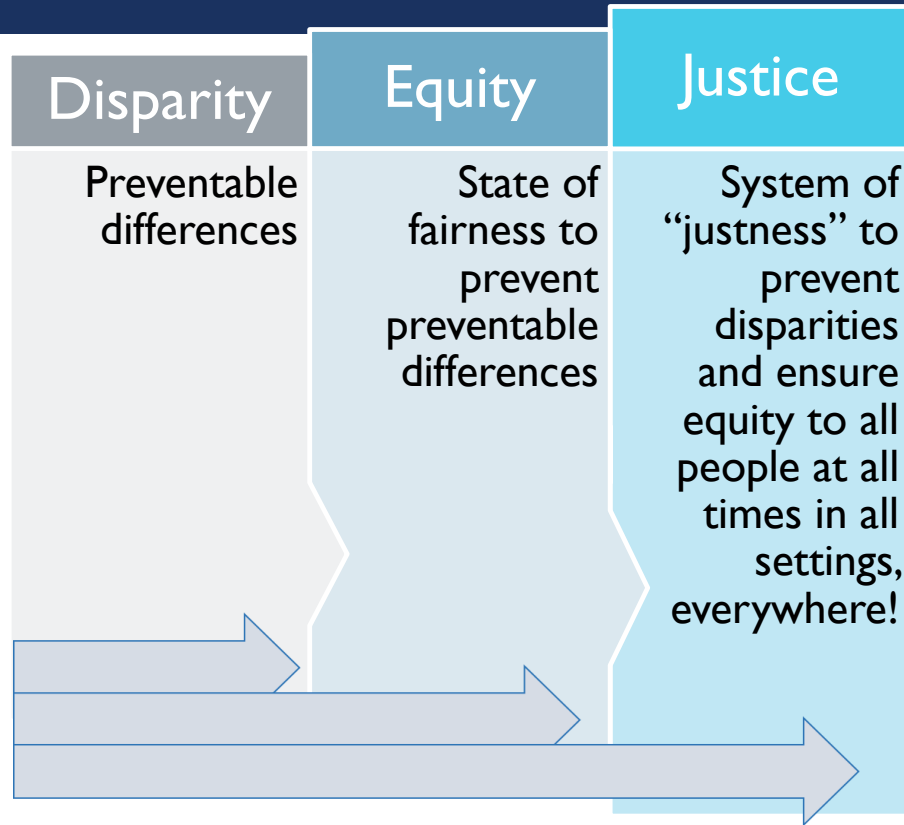 Disparity
Preventable
differences
Equity
State of
fairness to
prevent
preventable
differences
Justice
System of
“justness” to
prevent
disparities
and ensure
equity to all
people at all
times in all
settings,
everywhere!